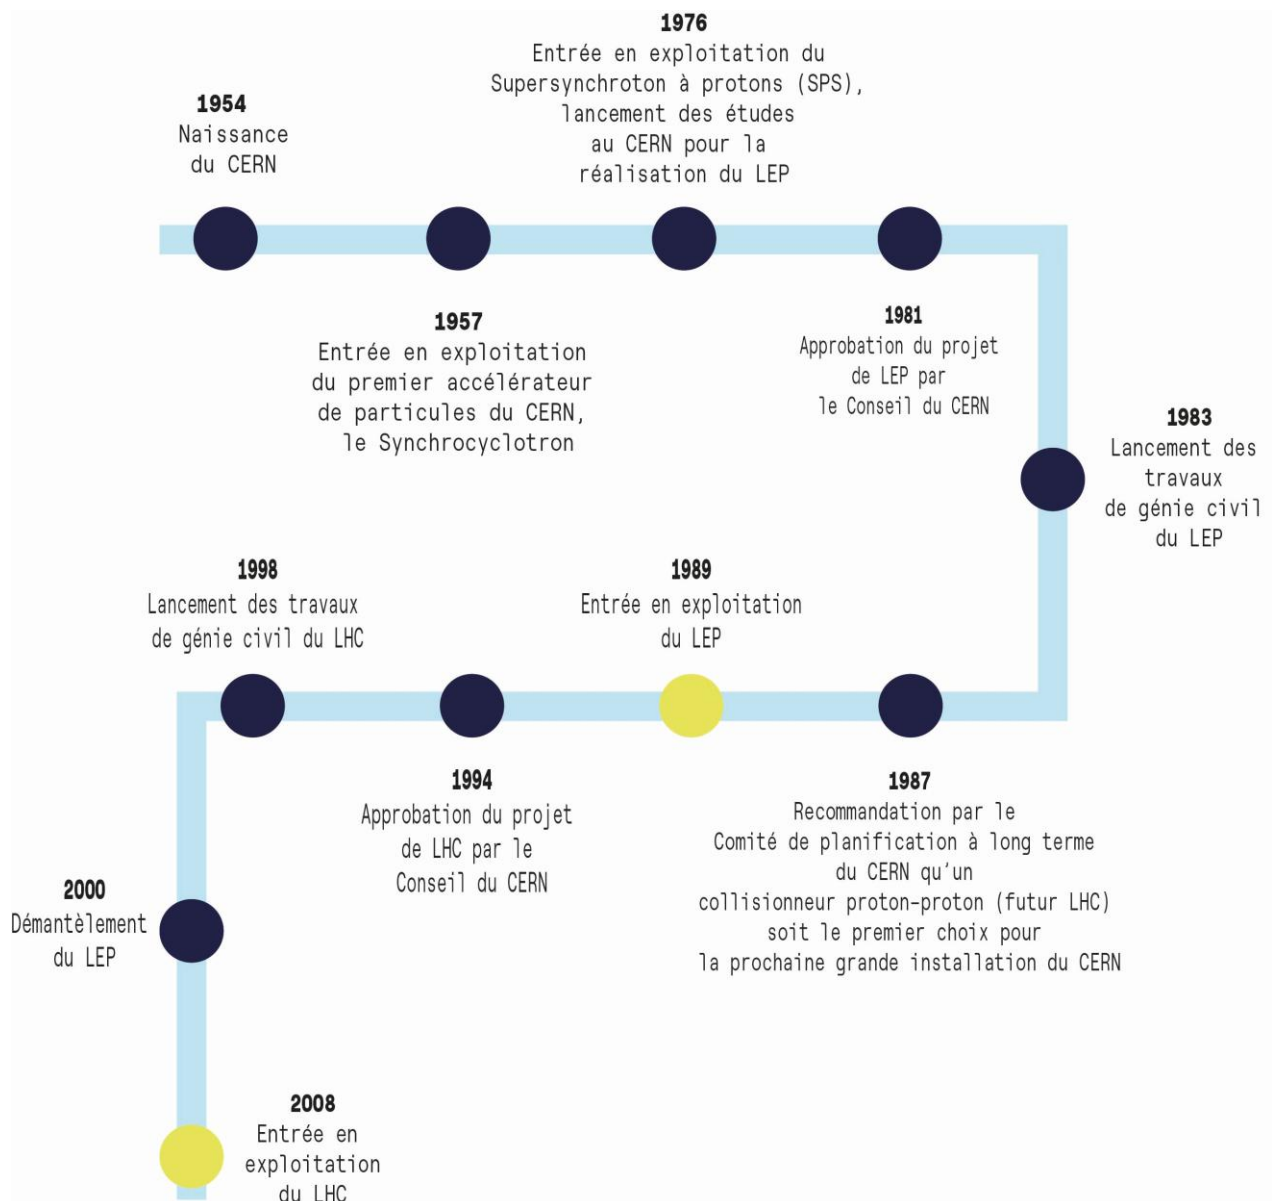 1954
Naissance
du CERN
1957
Entrée en exploitation
du premier accélérateur
de particules du CERN,
le Synchrocyclotron
1976
Entrée en exploitation du
Supersynchroton à protons (SPS),
lancement des études
au CERN pour la
réalisation du LEP
1981
Approbation du projet
de LEP par
le Conseil du CERN
1983
Lancement des
travaux
de génie civil
du LEP
1987
Recommandation par le
Comité de planification à long terme
du CERN qu'un
collisionneur proton-proton (futur LHC)
soit le premier choix pour
la prochaine grande installation du CERN
1989
Entrée en exploitation
du LEP
1994
Approbation du projet
de LHC par le
Conseil du CERN
1998
Lancement des travaux
de génie civil du LHC
2000
Démantèlement
du LEP
2008
Entrée en
exploitation
du LHC